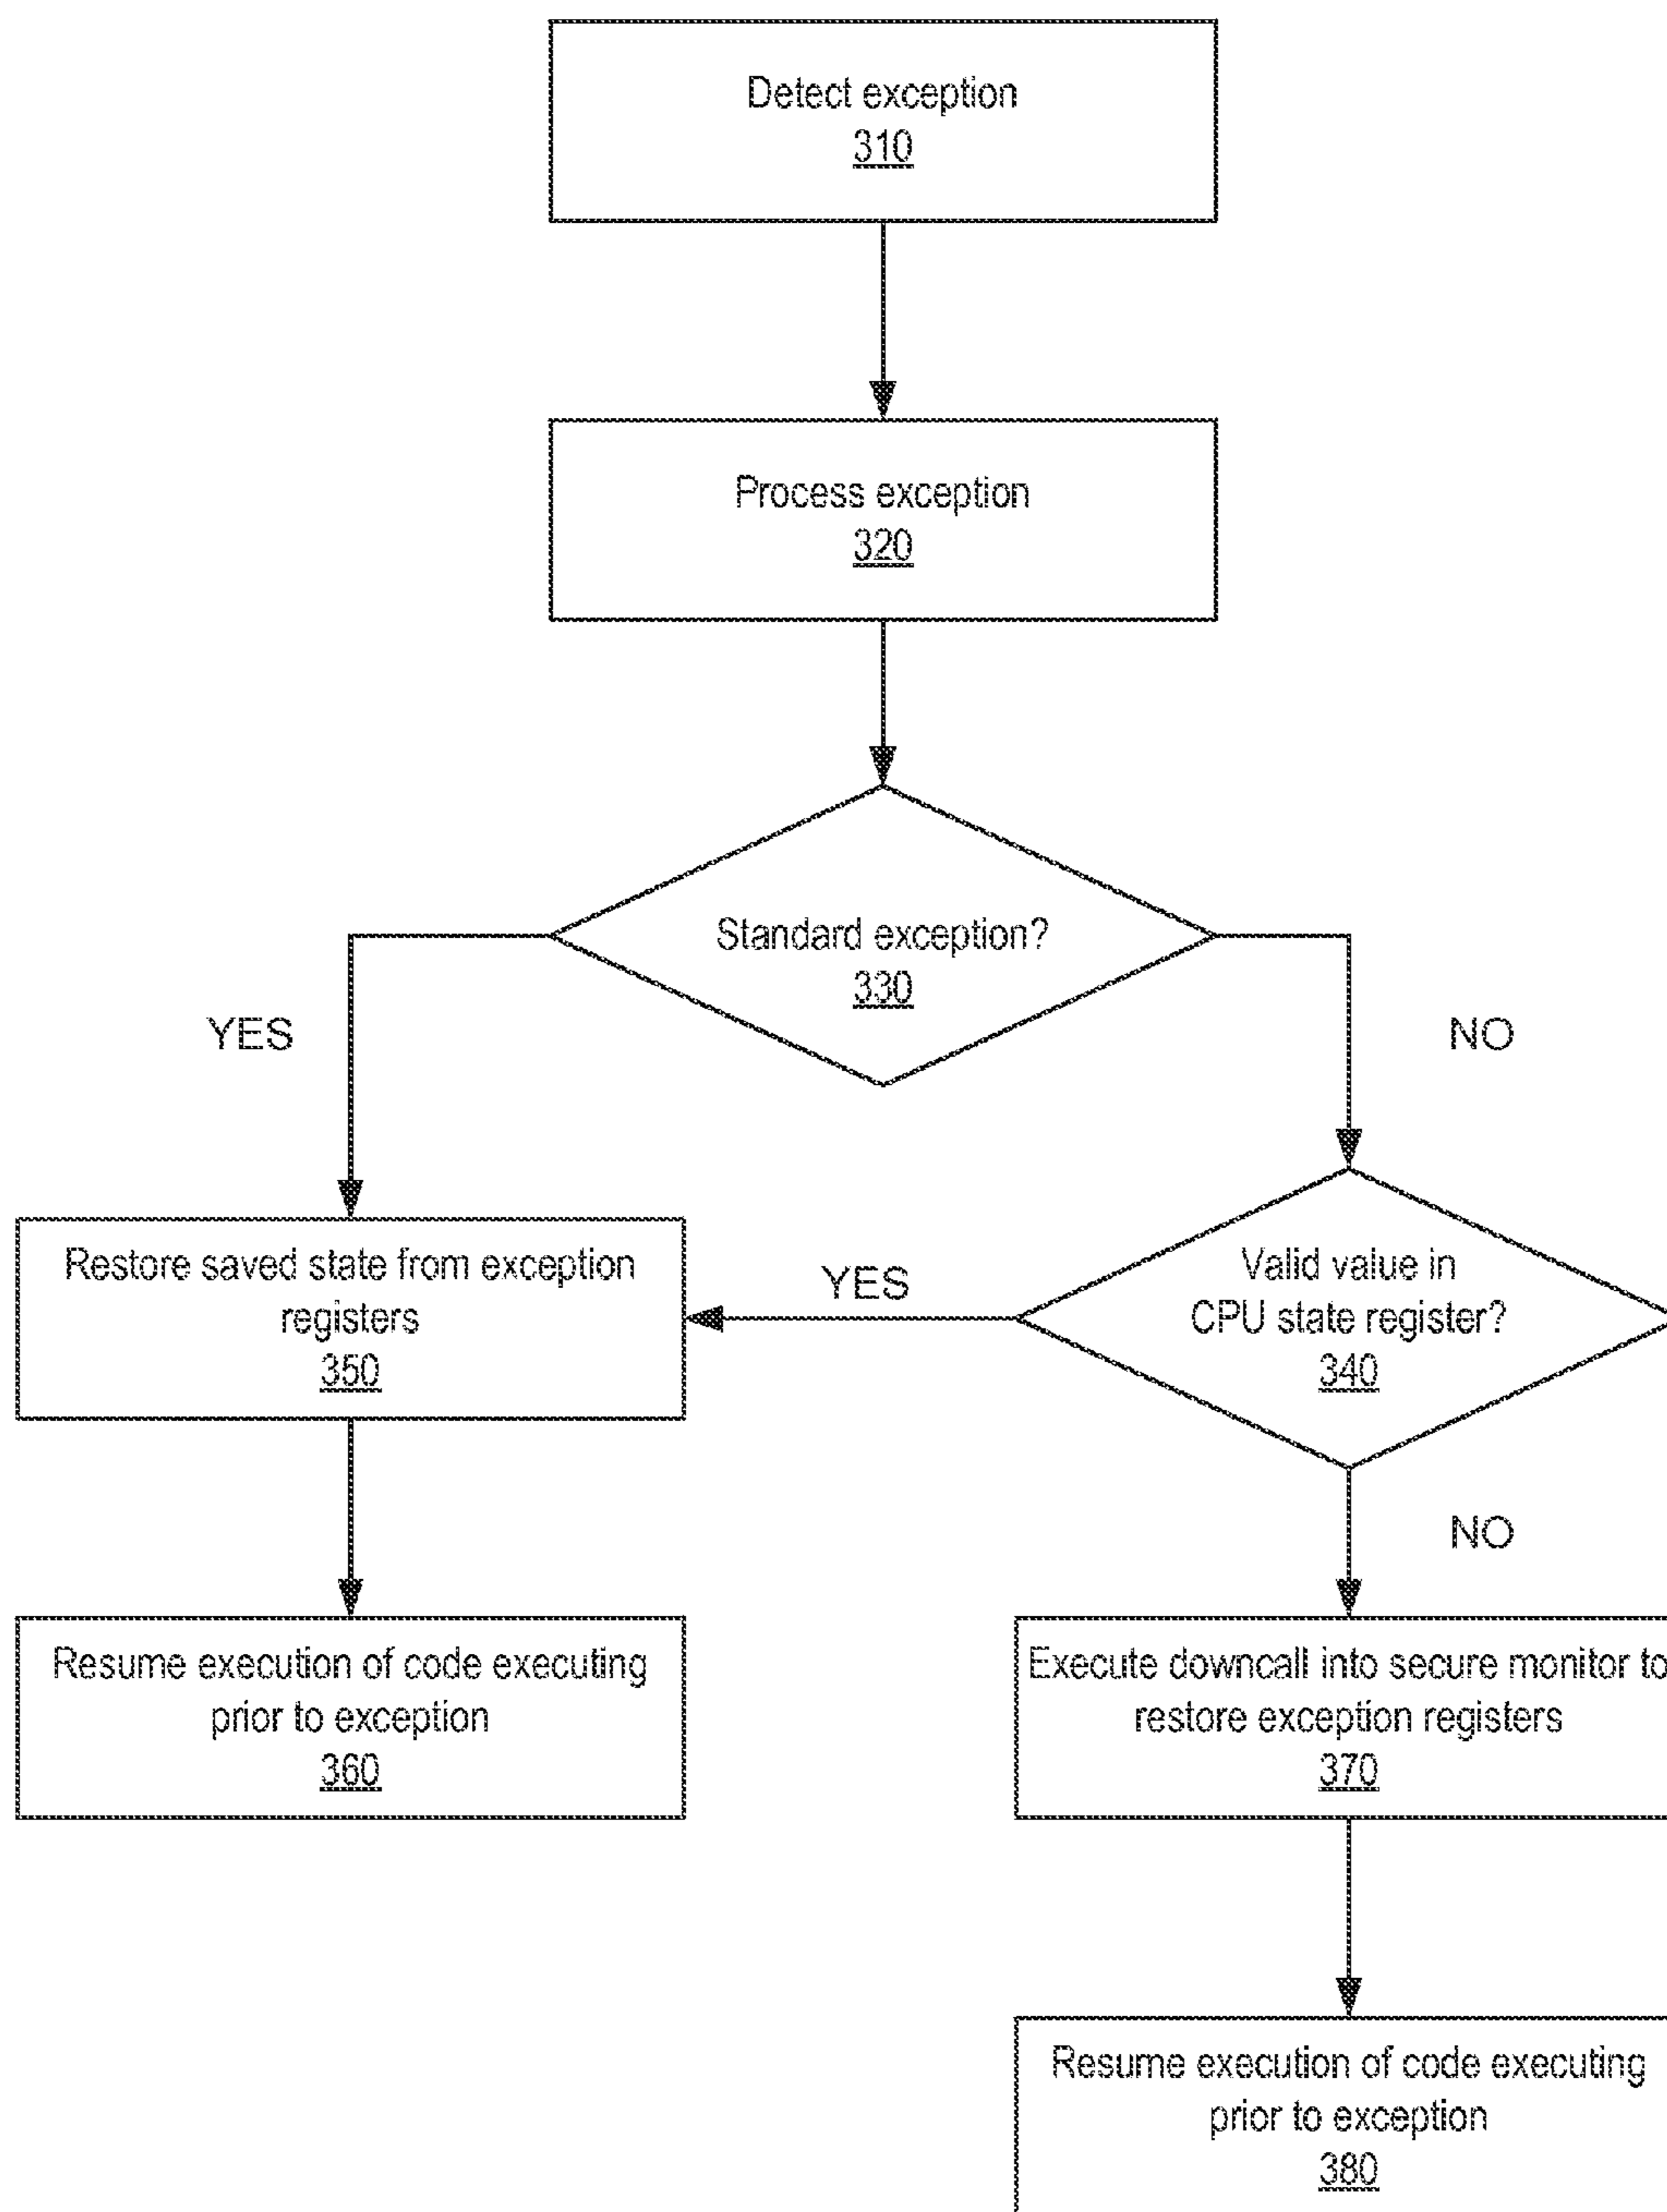 Detect exception
310
Process exception
320
Standard exception?
330
YES
NO
Restore saved state from exception
registers
350
YES
Valid value in
CPU state register?
340
NO
Resume execution of code executing
prior to exception
360
Execute downcall into secure monitor to
restore exception registers
370
Resume execution of code executing
prior to exception
380